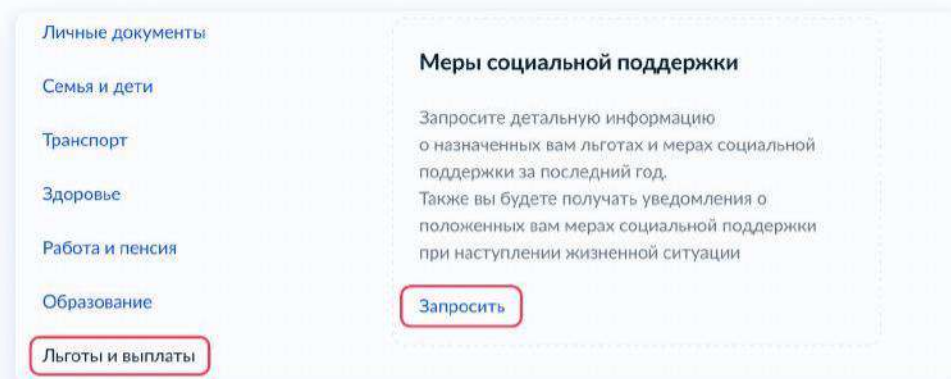 Личные документы
Семья и дети
Транспорт
Здоровье
Работа и пенсия
Образование
Льготы и выплаты
Меры социальной поддержки
Запросите детальную информацию
о назначенных вам льготах и мерах социальной
поддержки за последний год.
Также вы будете получать уведомления о
положенных вам мерах социальной поддержки
при наступлении жизненной ситуации
Запросить